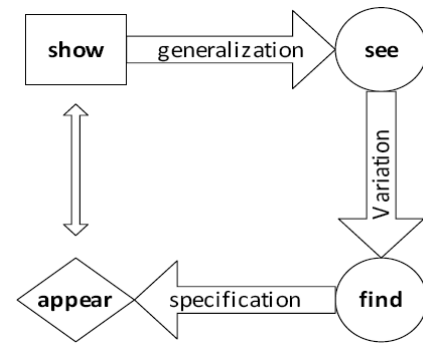 show
generalization
see
Variation
appear
specification
find